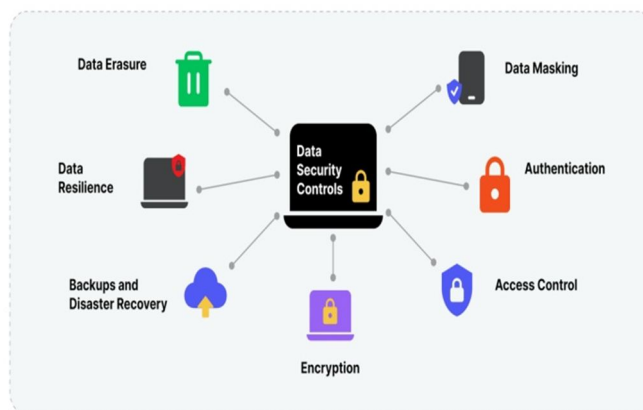 Data Erasure
Data Masking
Data
Security
Controls
Data
Resilience
Authentication
Backups and
Disaster Recovery
Access Control
Encryption